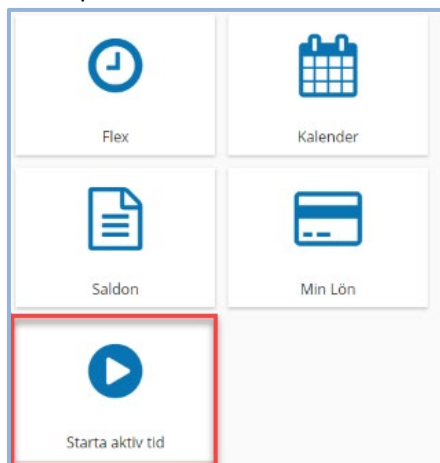 Flex
Kalender
Saldon
Min Lön
Starta aktiv tid